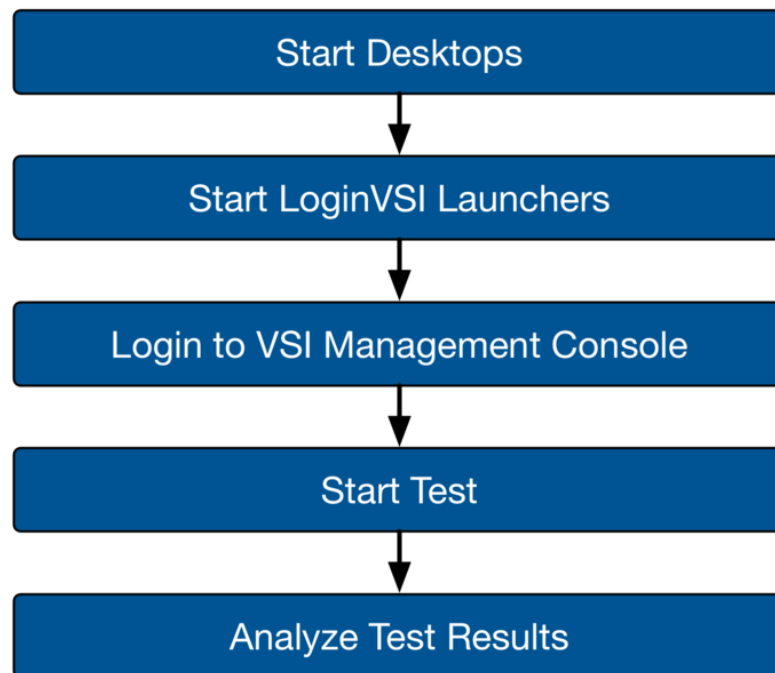 Start Desktops
Start LoginVSI Launchers
Login to VSI Management Console
Start Test
Analyze Test Results